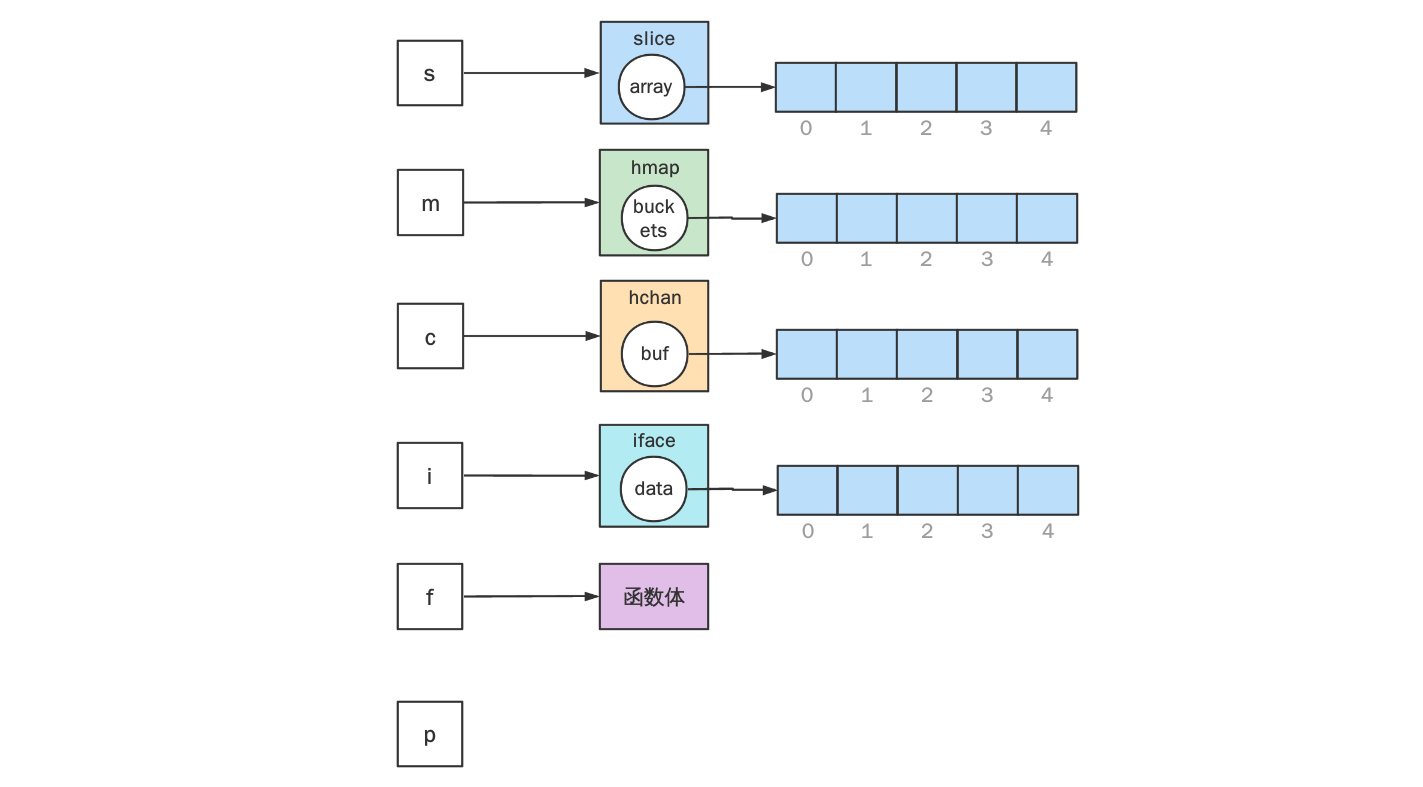 s
slice
array
0 1 2 3 4
m
hmap
buck
ets
0 1 2 3 4
c
hchan
buf
0 1 2 3 4
i
iface
data
0 1 2 3 4
f
函数体
p